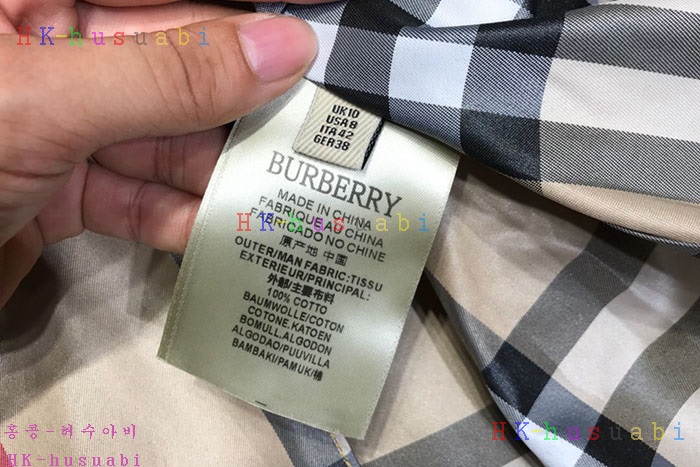 HK-husuabi
UK10
USA8
ITA42
GER38
BURBERRY
MADE IN CHINA
FABRIQUE AU CHINA
HK-husuabi
FABRICADO NO CHINE
原产地 中国
OUTER/MAN FABRIC:TISSU
EXTERIEUR/PRINCIPAL:
外部/主要布料
100% COTTO
BAUMWOLLE/COTON
COTONE,KATOEN
BOMULL,ALGODON
ALGODAO/PUUVILLA
BAMBAKI/PAMUK/棉
홍콩-허수아비
HK-husuabi
HK-husuabi